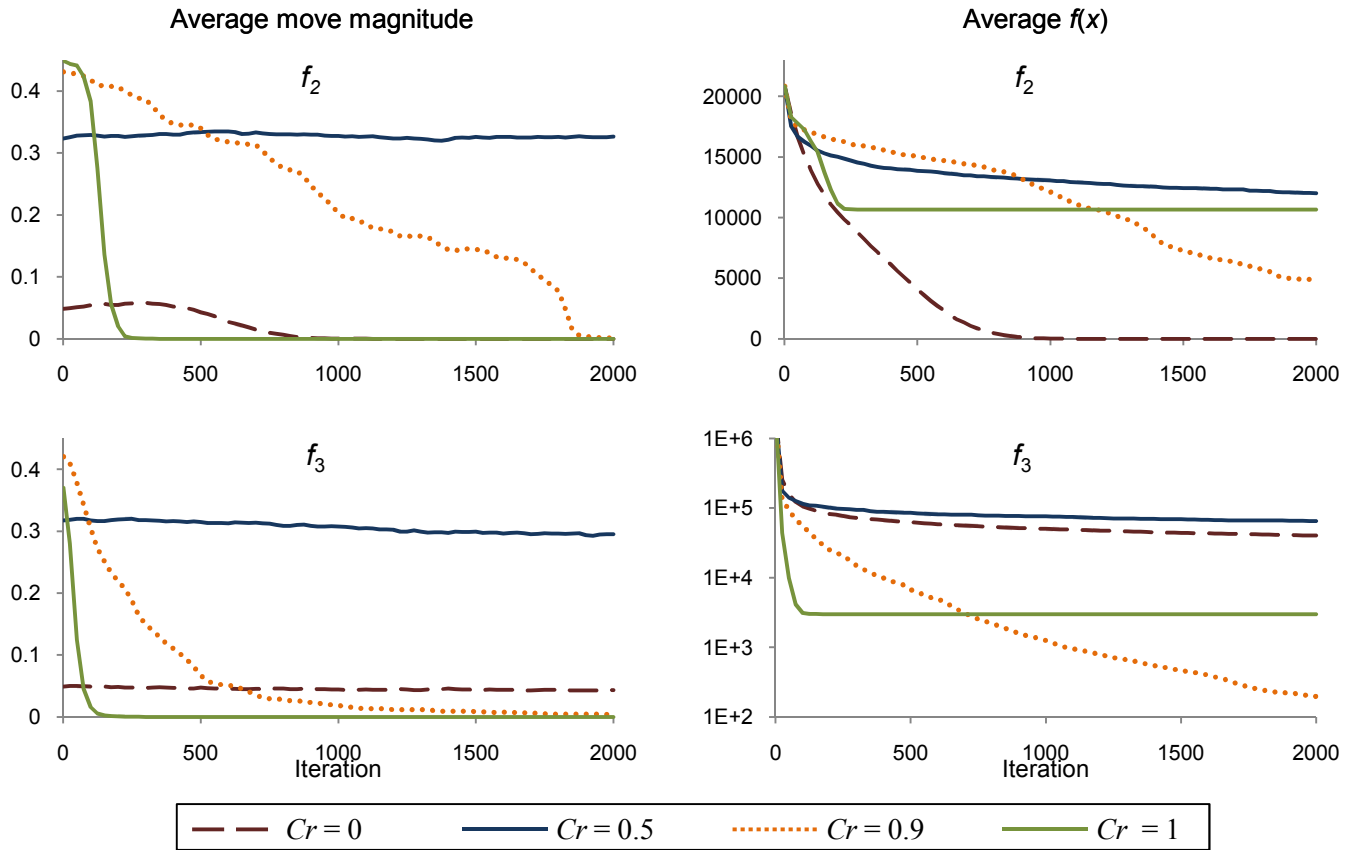 Average move magnitude
Average f(x)
f2
0.4
0.3
0.2
0.1
0
0 500 1000 1500 2000
f2
20000
15000
10000
5000
0
0 500 1000 1500 2000
f3
0.4
0.3
0.2
0.1
0
0 500 1000 1500 2000
Iteration
f3
1E+6
1E+5
1E+4
1E+3
1E+2
0 500 1000 1500 2000
Iteration
Cr = 0 Cr = 0.5 Cr = 0.9 Cr = 1